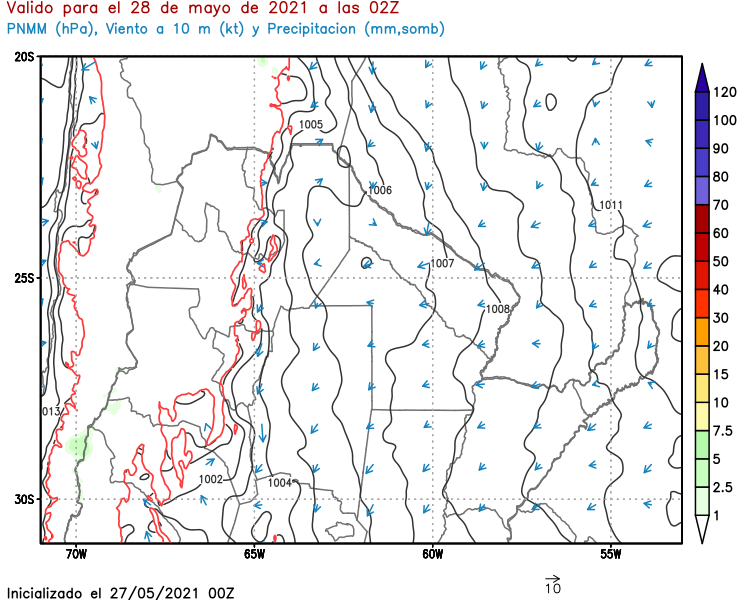 Valido para el 28 de mayo de 2021 a las 02Z
PNMM (hPa), Viento a 10 m (kt) y Precipitacion (mm,somb)
20S
25S
30S
70W
65W
60W
55W
1005
1006
1011
1007
1008
013
1002
1004
120
100
90
80
70
60
50
40
30
20
15
10
7.5
5
2.5
1
10
Inicializado el 27/05/2021 00Z